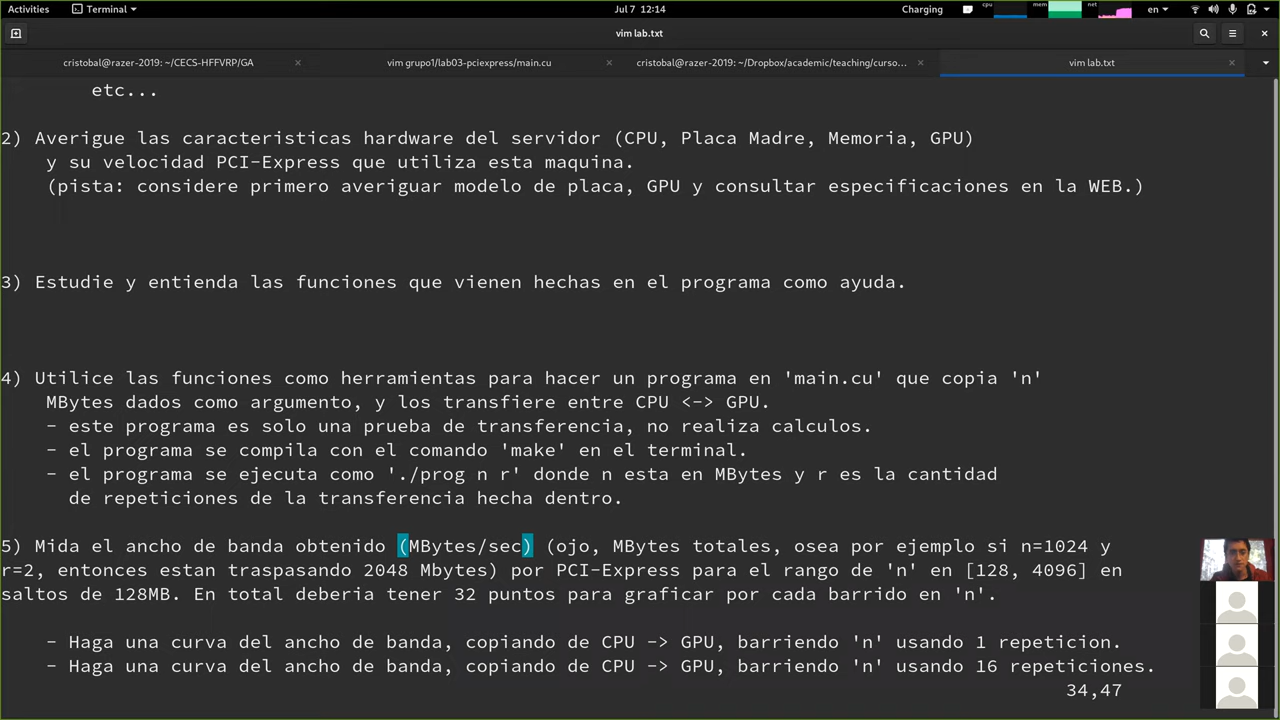 Activities
Terminal
Jul 7 12:14
Charging
cpu
mem
net
en
vim lab.txt
cristobal@razer-2019: ~/CECS-HFFVRP/GA
vim grupo1/lab03-pciexpress/main.cu
cristobal@razer-2019: ~/Dropbox/academic/teaching/curso...
vim lab.txt
etc...
2) Averigue las caracteristicas hardware del servidor (CPU, Placa Madre, Memoria, GPU)
y su velocidad PCI-Express que utiliza esta maquina.
(pista: considere primero averiguar modelo de placa, GPU y consultar especificaciones en la WEB.)
3) Estudie y entienda las funciones que vienen hechas en el programa como ayuda.
4) Utilice las funciones como herramientas para hacer un programa en 'main.cu' que copia 'n'
MBytes dados como argumento, y los transfiere entre CPU <-> GPU.
- este programa es solo una prueba de transferencia, no realiza calculos.
- el programa se compila con el comando 'make' en el terminal.
- el programa se ejecuta como './prog n r' donde n esta en MBytes y r es la cantidad
de repeticiones de la transferencia hecha dentro.
5) Mida el ancho de banda obtenido (MBytes/sec) (ojo, MBytes totales, osea por ejemplo si n=1024 y
r=2, entonces estan traspasando 2048 Mbytes) por PCI-Express para el rango de 'n' en [128, 4096] en
saltos de 128MB. En total deberia tener 32 puntos para graficar por cada barrido en 'n'.
- Haga una curva del ancho de banda, copiando de CPU -> GPU, barriendo 'n' usando 1 repeticion.
- Haga una curva del ancho de banda, copiando de CPU -> GPU, barriendo 'n' usando 16 repeticiones.
34,47